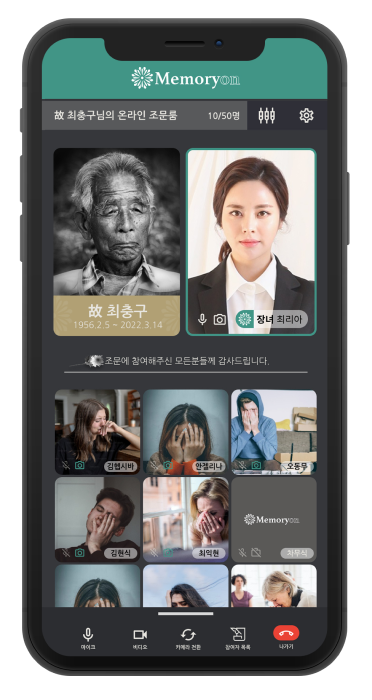 Memoryon
故 최충구님의 온라인 조문룸 10/50명
故 최충구
1956.2.5 ~ 2022.3.14
장녀 최리아
조문에 참여해주신 모든분들께 감사드립니다.
김헵시바
안젤리나
오동무
김현식
최익현
Memoryon
차무식
마이크
비디오
카메라 전환
참여자 목록
나가기